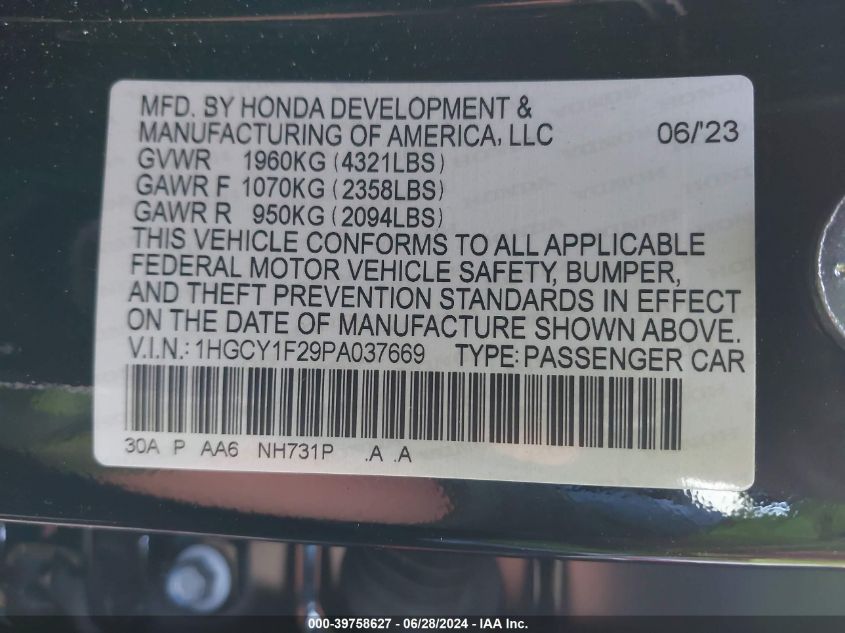 MFD. BY HONDA DEVELOPMENT &
MANUFACTURING OF AMERICA, LLC 06/'23
GVWR 1960KG (4321LBS)
GAWR F 1070KG (2358LBS)
GAWR R 950KG (2094LBS)
THIS VEHICLE CONFORMS TO ALL APPLICABLE
FEDERAL MOTOR VEHICLE SAFETY, BUMPER,
AND THEFT PREVENTION STANDARDS IN EFFECT
ON THE DATE OF MANUFACTURE SHOWN ABOVE.
V.I.N.: 1HGCY1F29PA037669 TYPE: PASSENGER CAR
30A P AA6 NH731P .A .A
000-39758627 - 06/28/2024 - IAA Inc.